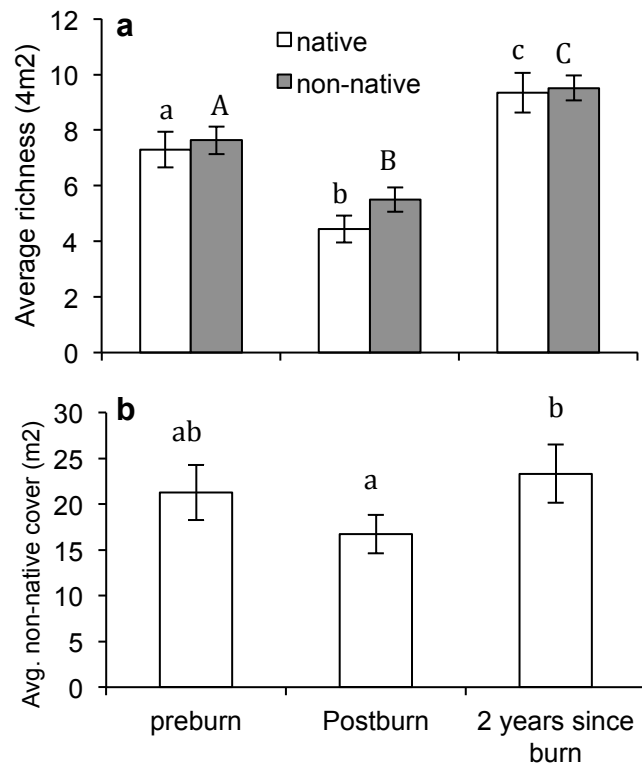 a
native
non-native
Average richness (4m2)
12
10
8
6
4
2
0
a A
b B
c C
b
Avg. non-native cover (m2)
30
25
20
15
10
5
0
ab
a
b
preburn
Postburn
2 years since
burn